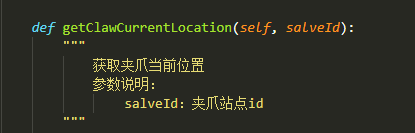 def getClawCurrentLocation(self, salveId):
"""
获取夹爪当前位置
参数说明:
salveId: 夹爪站点id
"""